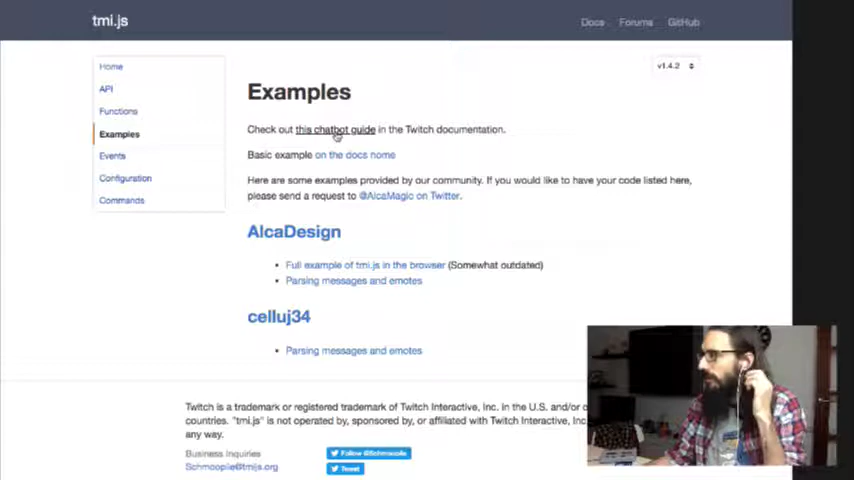 tmi.js
Docs Forums GitHub
Home
API
Functions
Examples
Events
Configuration
Commands
v1.4.2
Examples
Check out this chatbot guide in the Twitch documentation.
Basic example on the docs home
Here are some examples provided by our community. If you would like to have your code listed here,
please send a request to @AlcaMagic on Twitter.
AlcaDesign
Full example of tmi.js in the browser (Somewhat outdated)
Parsing messages and emotes
celluj34
Parsing messages and emotes
Twitch is a trademark or registered trademark of Twitch Interactive, Inc. in the U.S. and/or
countries. "tmi.js" is not operated by, sponsored by, or affiliated with Twitch Interactive,
any way.
Business Inquiries
Schmoopiie@tmijs.org
Follow @Schmoopiie
Tweet